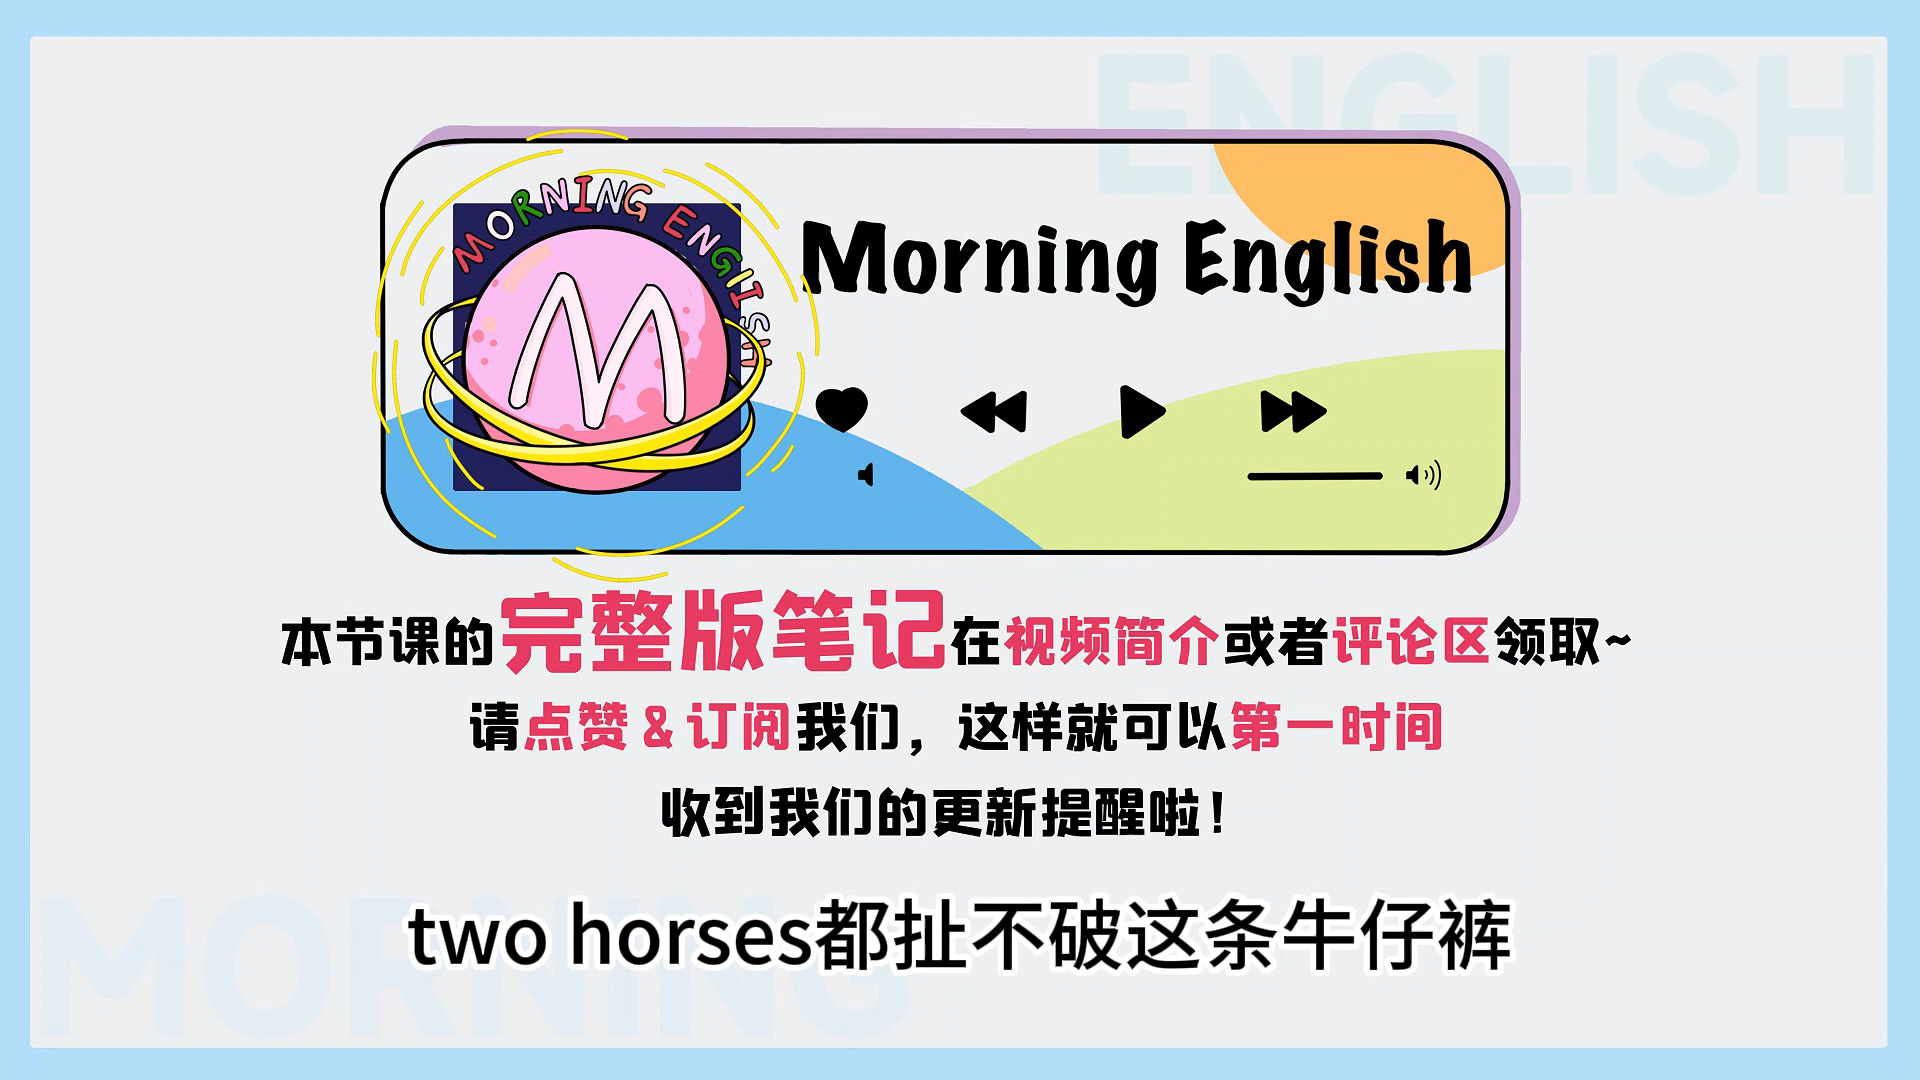 ENGLISH
MORNING ENGLISH
M
Morning English
本节课的完整版笔记在视频简介或者评论区领取~
请点赞&订阅我们，这样就可以第一时间
收到我们的更新提醒啦！
two horses都扯不破这条牛仔裤
MORNING